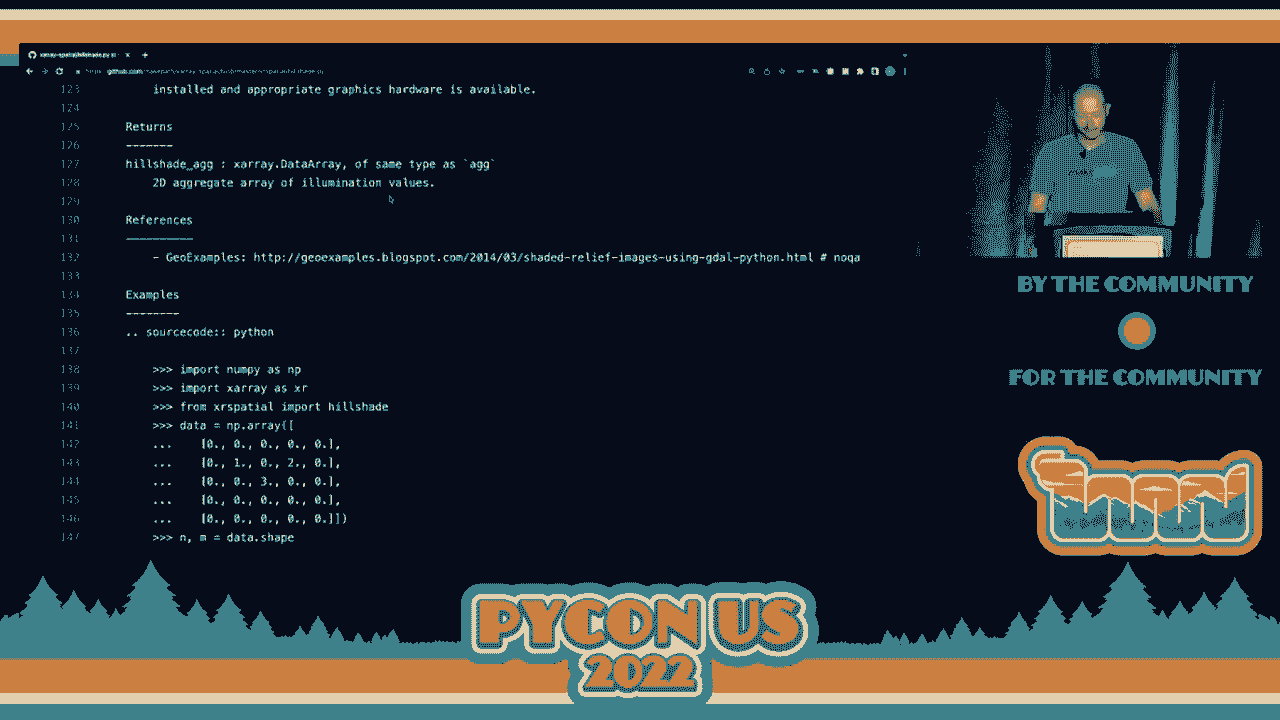 123 installed and appropriate graphics hardware is available.
124
125 Returns
126 -------
127 hillshade_agg : xarray.DataArray, of same type as `agg`
128 2D aggregate array of illumination values.
129
130 References
131 ----------
132 - GeoExamples: http://geoexamples.blogspot.com/2014/03/shaded-relief-images-using-gdal-python.html # noqa
133
134 Examples
135 --------
136 .. sourcecode:: python
137
138 >>> import numpy as np
139 >>> import xarray as xr
140 >>> from xrspatial import hillshade
141 >>> data = np.array([
142 ... [0., 0., 0., 0., 0.],
143 ... [0., 1., 0., 2., 0.],
144 ... [0., 0., 3., 0., 0.],
145 ... [0., 0., 0., 0., 0.],
146 ... [0., 0., 0., 0., 0.]])
147 >>> n, m = data.shape
BY THE COMMUNITY
FOR THE COMMUNITY
PYCON US
2022